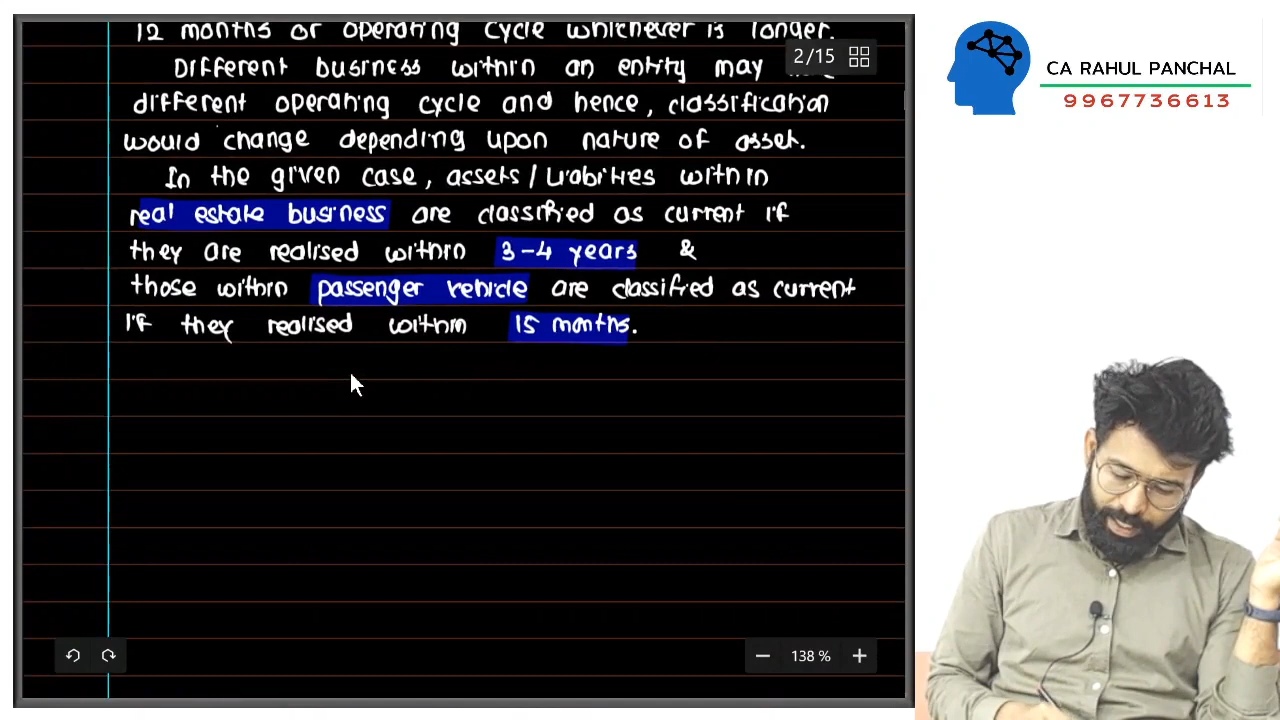 12 months or operating cycle whichever is longer.
2/15
Different business within an entity may
different operating cycle and hence, classification
would change depending upon nature of asset.
In the given case, assets/Liabilities within
real estate business are classified as current if
they are realised within 3-4 years &
those within passenger vehicle are classified as current
if they realised within 15 months.
138 %
CA RAHUL PANCHAL
9967736613